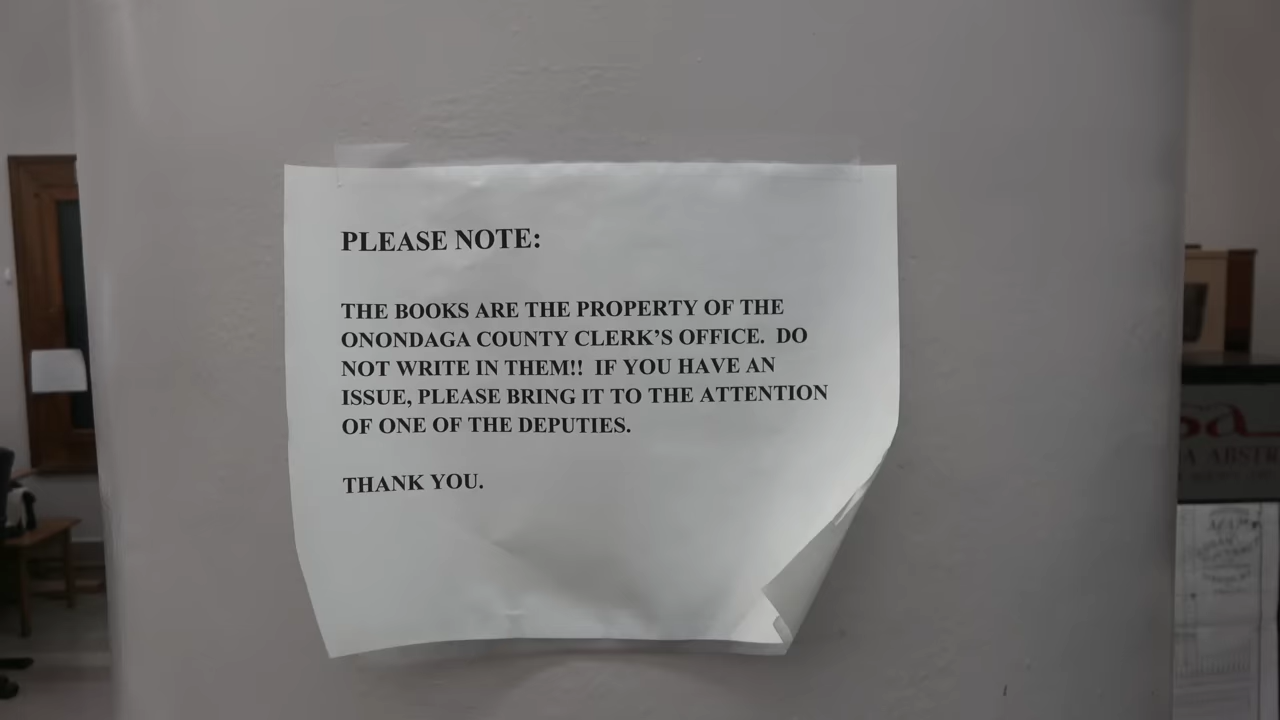 PLEASE NOTE:
THE BOOKS ARE THE PROPERTY OF THE
ONONDAGA COUNTY CLERK'S OFFICE. DO
NOT WRITE IN THEM!! IF YOU HAVE AN
ISSUE, PLEASE BRING IT TO THE ATTENTION
OF ONE OF THE DEPUTIES.
THANK YOU.